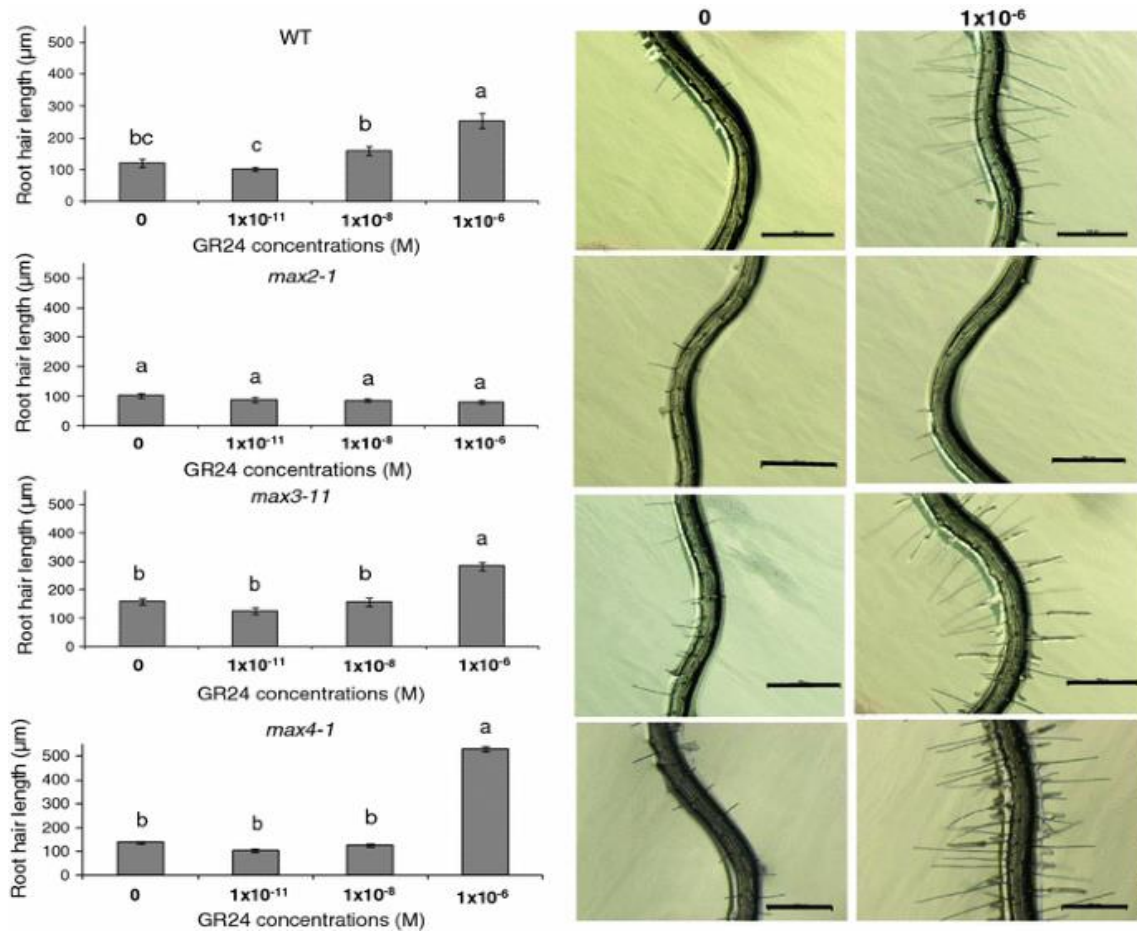 WT
Root hair length (µm)
500
400
300
200
100
0
bc
c
b
a
0
1x10⁻¹¹
1x10⁻⁸
1x10⁻⁶
GR24 concentrations (M)
max2-1
Root hair length (µm)
500
400
300
200
100
0
a
a
a
a
0
1x10⁻¹¹
1x10⁻⁸
1x10⁻⁶
GR24 concentrations (M)
max3-11
Root hair length (µm)
500
400
300
200
100
0
b
b
b
a
0
1x10⁻¹¹
1x10⁻⁸
1x10⁻⁶
GR24 concentrations (M)
max4-1
Root hair length (µm)
500
400
300
200
100
0
b
b
b
a
0
1x10⁻¹¹
1x10⁻⁸
1x10⁻⁶
GR24 concentrations (M)
0
1x10⁻⁶